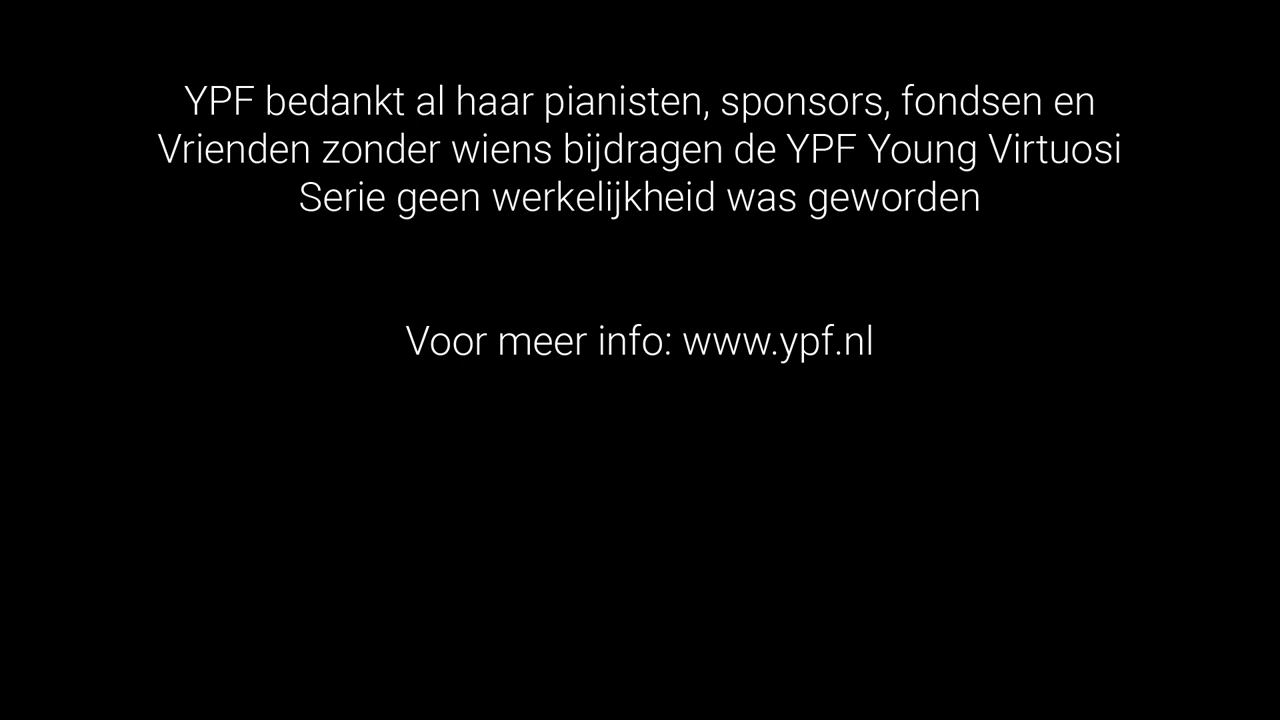 YPF bedankt al haar pianisten, sponsors, fondsen en
Vrienden zonder wiens bijdragen de YPF Young Virtuosi
Serie geen werkelijkheid was geworden
Voor meer info: www.ypf.nl